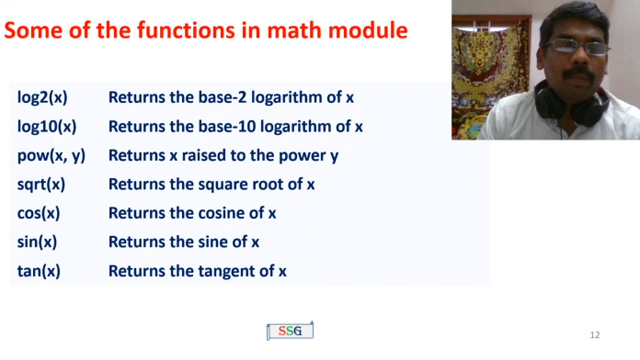 Some of the functions in math module
log2(x) Returns the base-2 logarithm of x
log10(x) Returns the base-10 logarithm of x
pow(x, y) Returns x raised to the power y
sqrt(x) Returns the square root of x
cos(x) Returns the cosine of x
sin(x) Returns the sine of x
tan(x) Returns the tangent of x
SSG
12